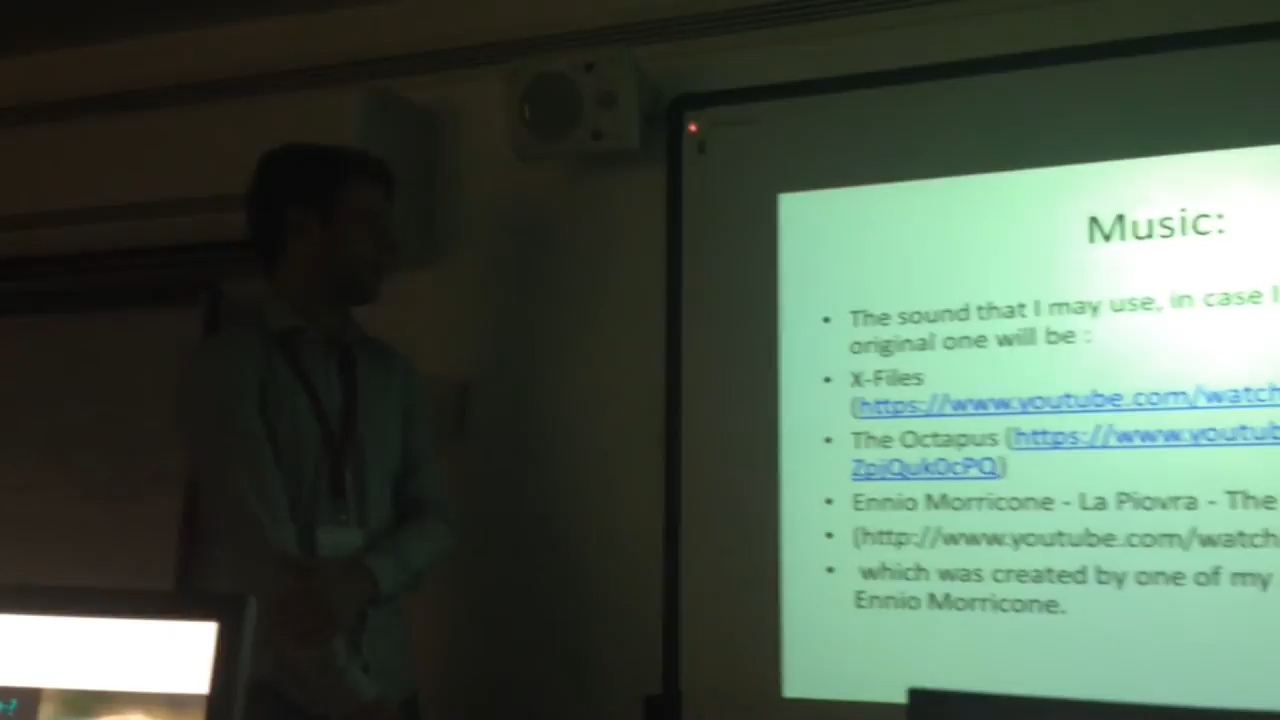 Music:
The sound that I may use, in case I
original one will be :
X-Files
(https://www.youtube.com/watch
The Octapus (https://www.youtub
ZpjQuk0cPQ)
Ennio Morricone - La Piovra - The
(http://www.youtube.com/watch
which was created by one of my
Ennio Morricone.